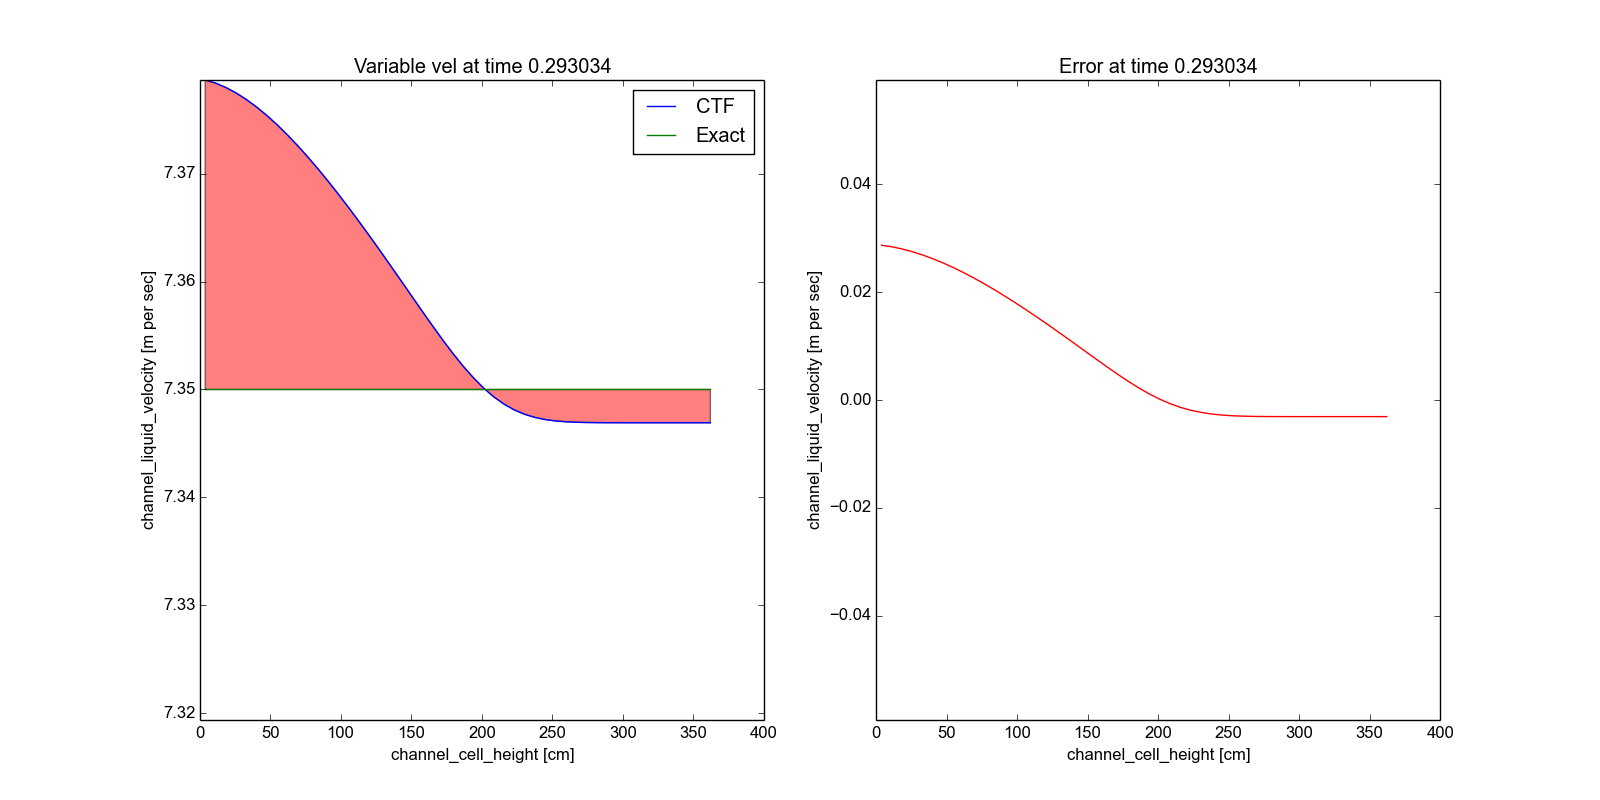 Variable vel at time 0.293034
CTF
Exact
7.37
7.36
7.35
7.34
7.33
7.32
channel_liquid_velocity [m per sec]
0 50 100 150 200 250 300 350 400
channel_cell_height [cm]
Error at time 0.293034
0.04
0.02
0.00
−0.02
−0.04
channel_liquid_velocity [m per sec]
0 50 100 150 200 250 300 350 400
channel_cell_height [cm]